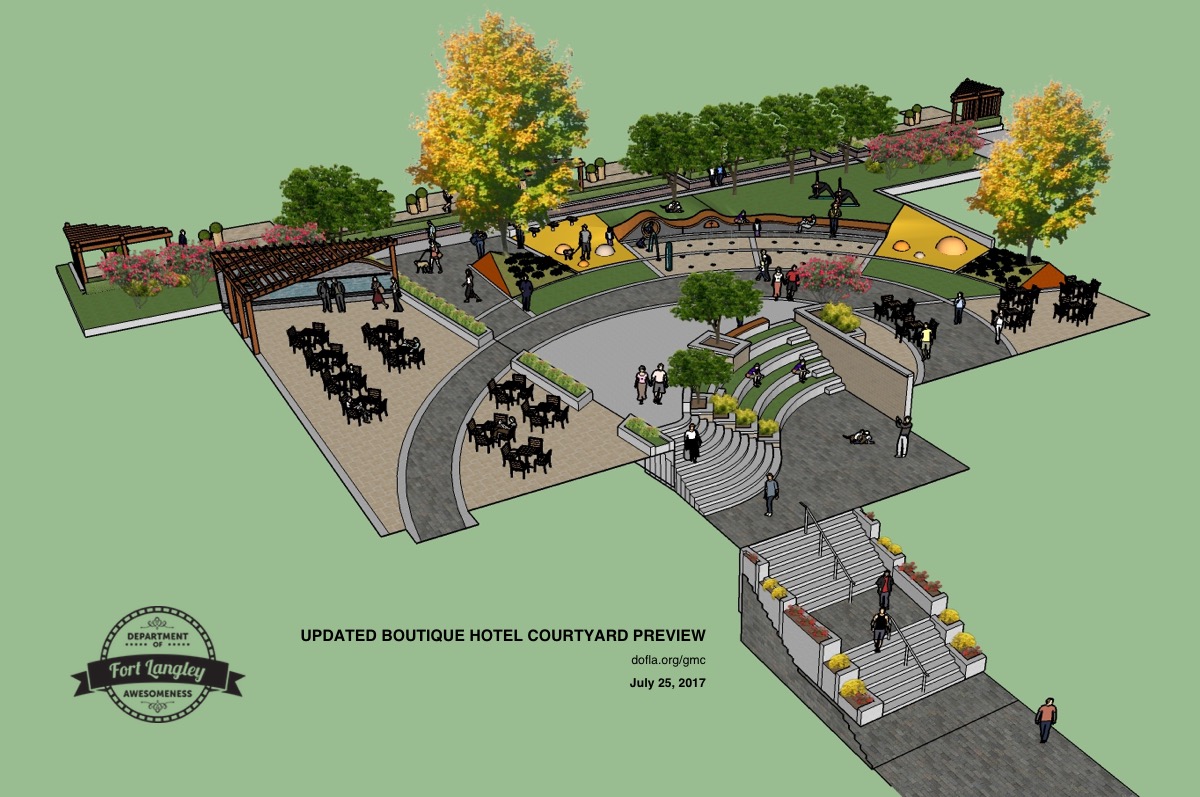 UPDATED BOUTIQUE HOTEL COURTYARD PREVIEW
dofla.org/gmc
July 25, 2017
DEPARTMENT
OF
Fort Langley
AWESOMENESS